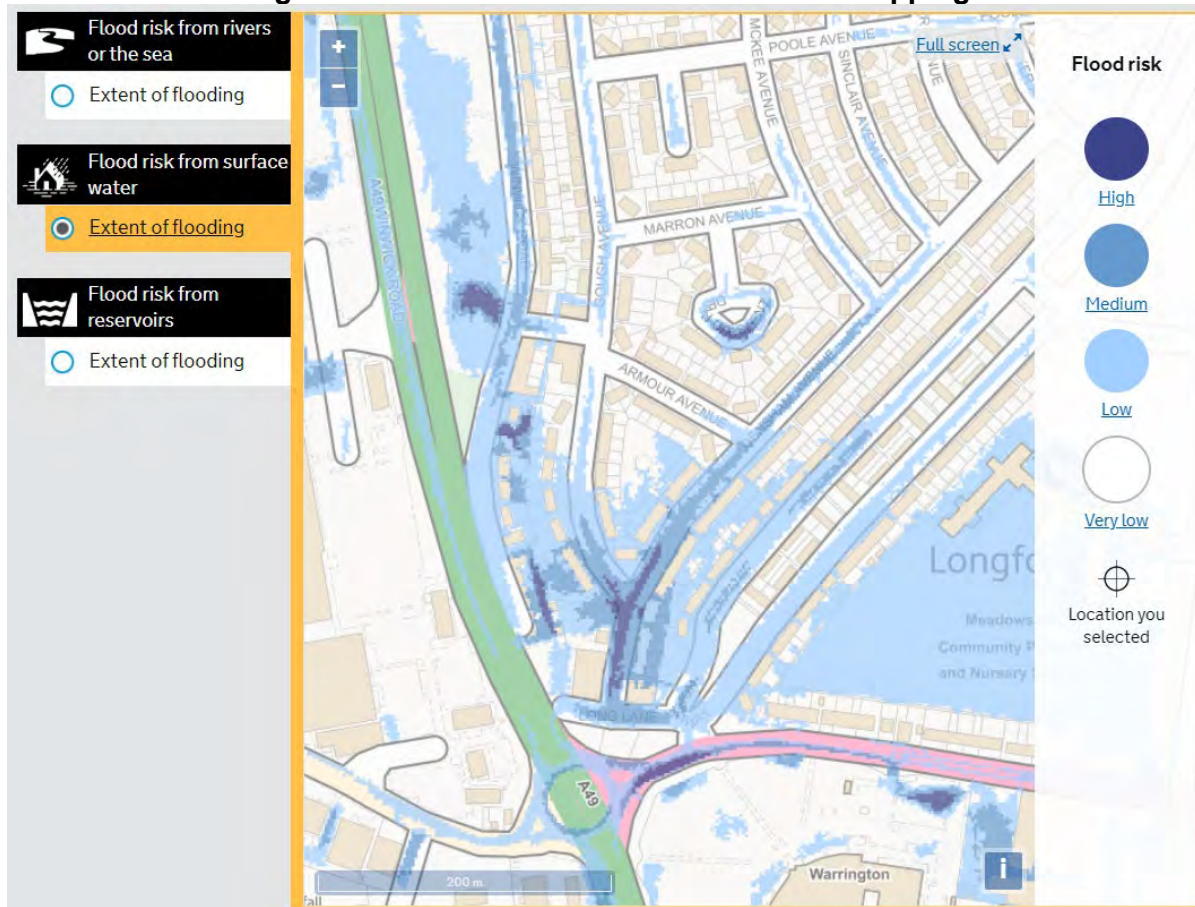 Flood risk from rivers
or the sea
Extent of flooding
Flood risk from surface
water
Extent of flooding
Flood risk from
reservoirs
Extent of flooding
+
−
Full screen
POOLE AVENUE
MCKEE AVENUE
SINCLAIR AVENUE
MARRON AVENUE
GOUGH AVENUE
A49 WINWICK ROAD
ARMOUR AVENUE
LONG LANE
A49
Longfo
Meadows
Community P
and Nursery
Warrington
200 m
fall
i
Flood risk
High
Medium
Low
Very low
Location you
selected